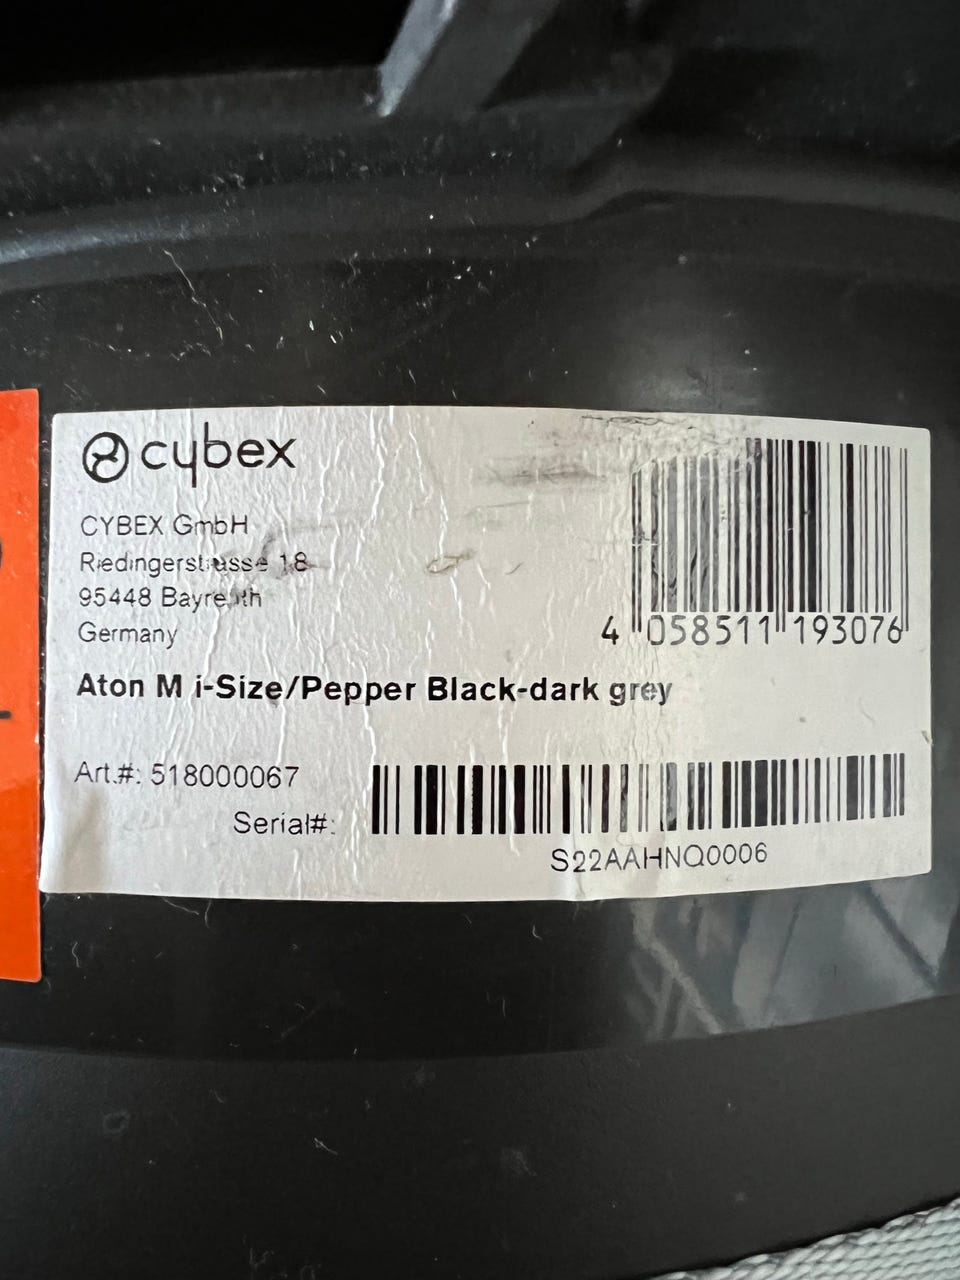 cybex
CYBEX GmbH
Riedingerstrasse 18
95448 Bayreuth
Germany
4 058511 193076
Aton M i-Size/Pepper Black-dark grey
Art.#: 518000067
Serial#:
S22AAHNQ0006